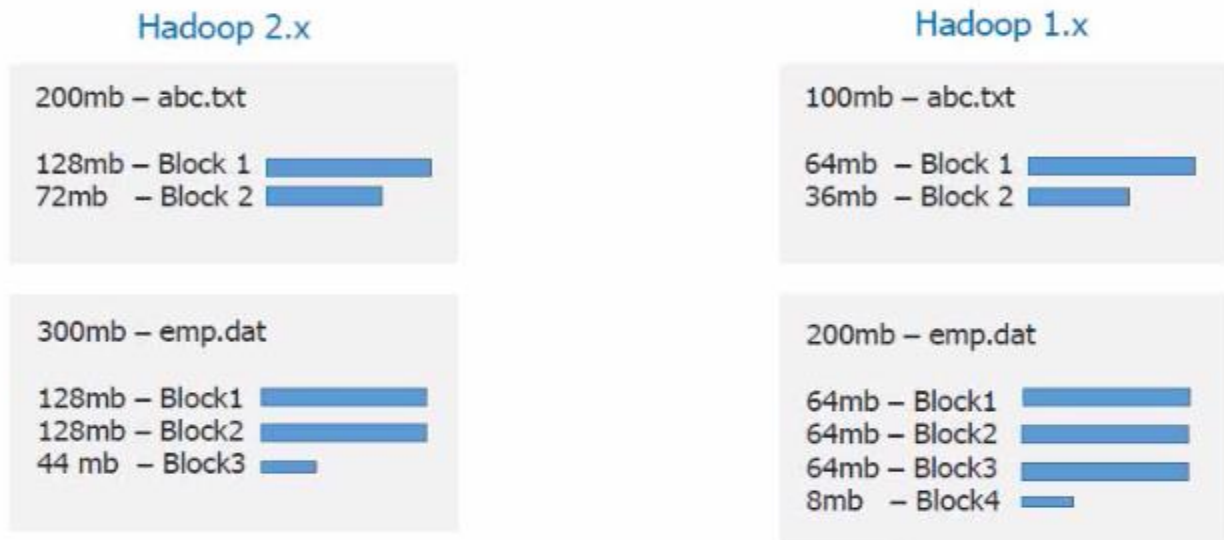 Hadoop 2.x
200mb – abc.txt
128mb – Block 1
72mb – Block 2
300mb – emp.dat
128mb – Block1
128mb – Block2
44 mb – Block3
Hadoop 1.x
100mb – abc.txt
64mb – Block 1
36mb – Block 2
200mb – emp.dat
64mb – Block1
64mb – Block2
64mb – Block3
8mb – Block4